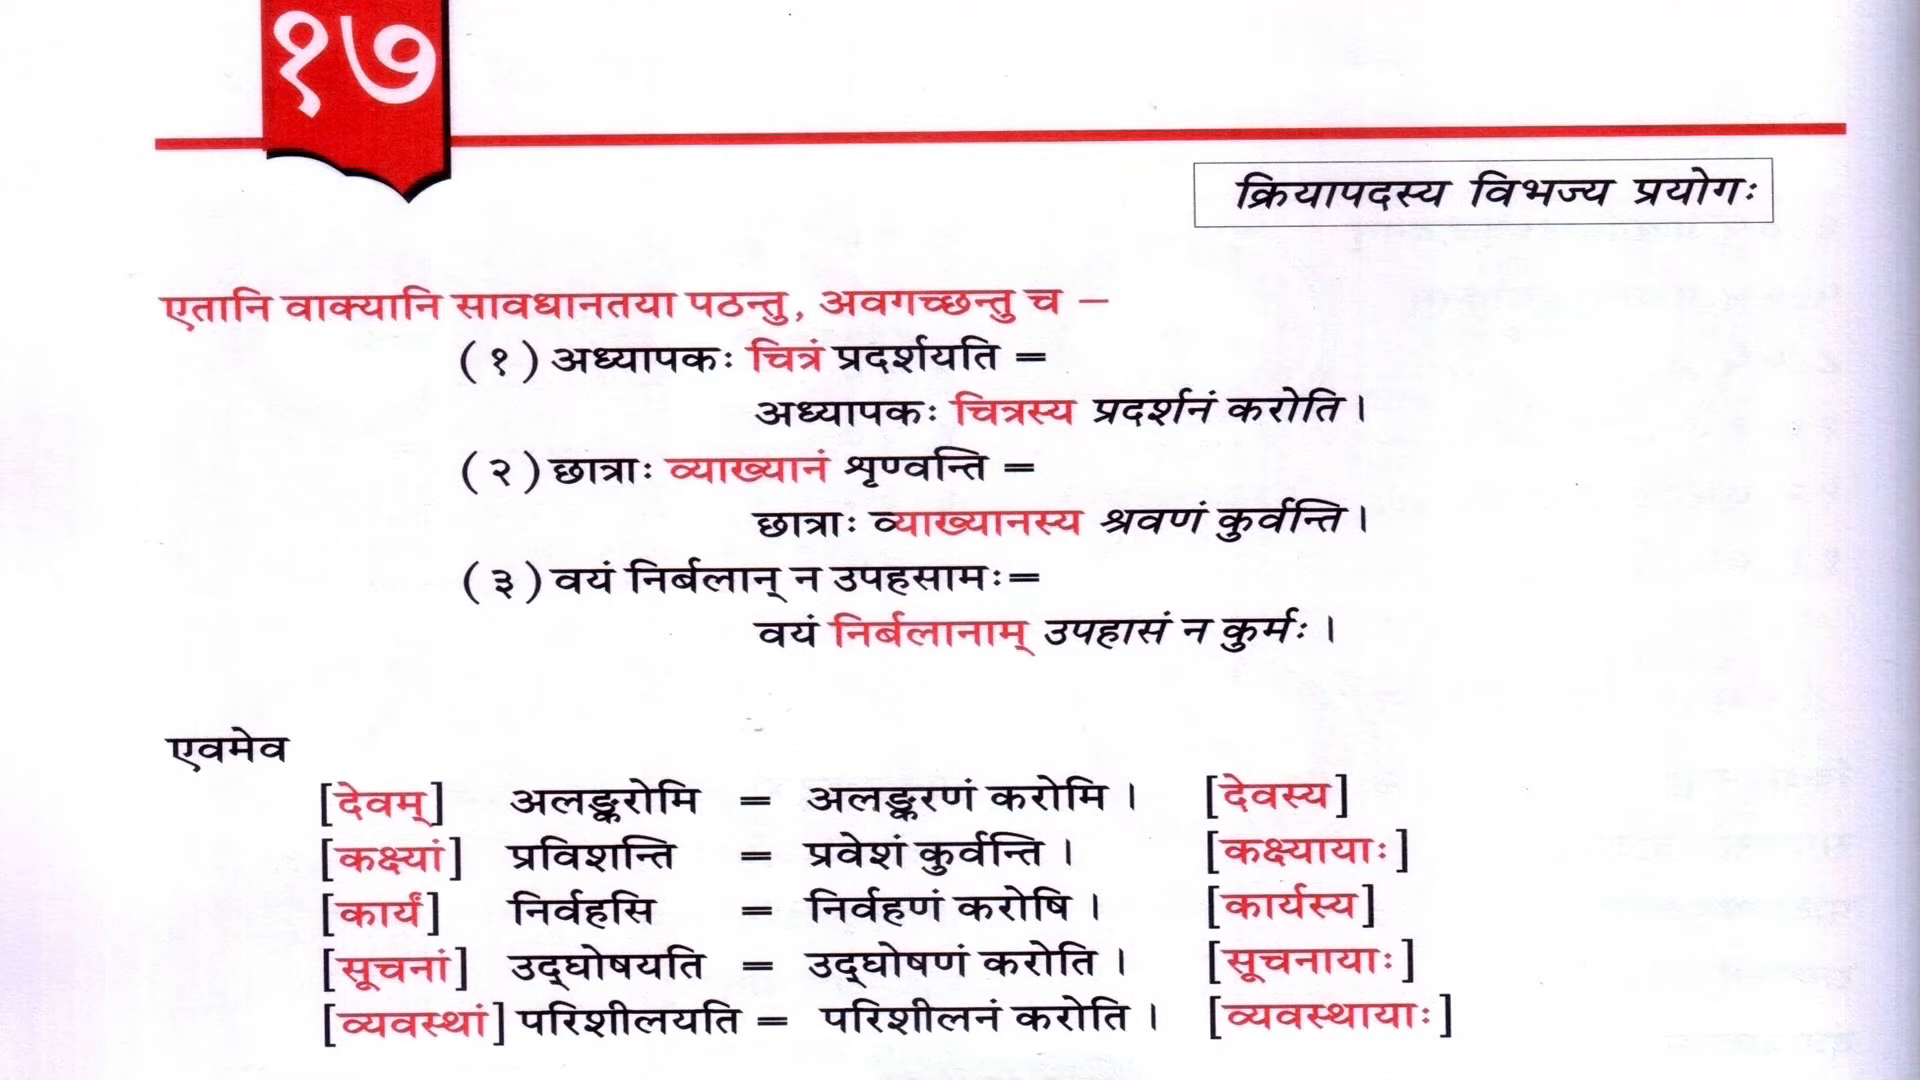 १७
क्रियापदस्य विभज्य प्रयोगः
एतानि वाक्यानि सावधानतया पठन्तु, अवगच्छन्तु च –
(१) अध्यापकः चित्रं प्रदर्शयति =
अध्यापकः चित्रस्य प्रदर्शनं करोति ।
(२) छात्राः व्याख्यानं शृण्वन्ति =
छात्राः व्याख्यानस्य श्रवणं कुर्वन्ति ।
(३) वयं निर्बलान् न उपहसामः=
वयं निर्बलानाम् उपहासं न कुर्मः ।
एवमेव
[देवम्] अलङ्करोमि = अलङ्करणं करोमि । [देवस्य]
[कक्ष्यां] प्रविशन्ति = प्रवेशं कुर्वन्ति । [कक्ष्यायाः]
[कार्यं] निर्वहसि = निर्वहणं करोषि । [कार्यस्य]
[सूचनां] उद्‌घोषयति = उद्‌घोषणं करोति । [सूचनायाः]
[व्यवस्थां] परिशीलयति = परिशीलनं करोति । [व्यवस्थायाः]